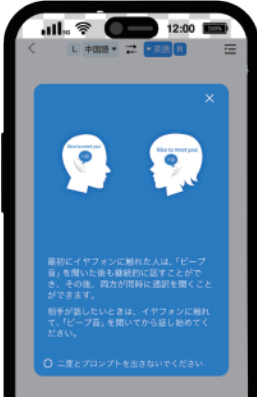 5G 12:00 100%
L 中国語 ▼ 英語 R
Nice to meet you!
Nice to meet you!
最初にイヤフォンに触れた人は、「ビープ
音」を聞いた後も継続的に話すことがで
き、その後、両方が同時に通訳を聞くこと
ができます。
相手が話したいときは、イヤフォンに触れ
て、「ビープ音」を聞いてから話し始めてく
ださい。
二度とプロンプトを出さないでください